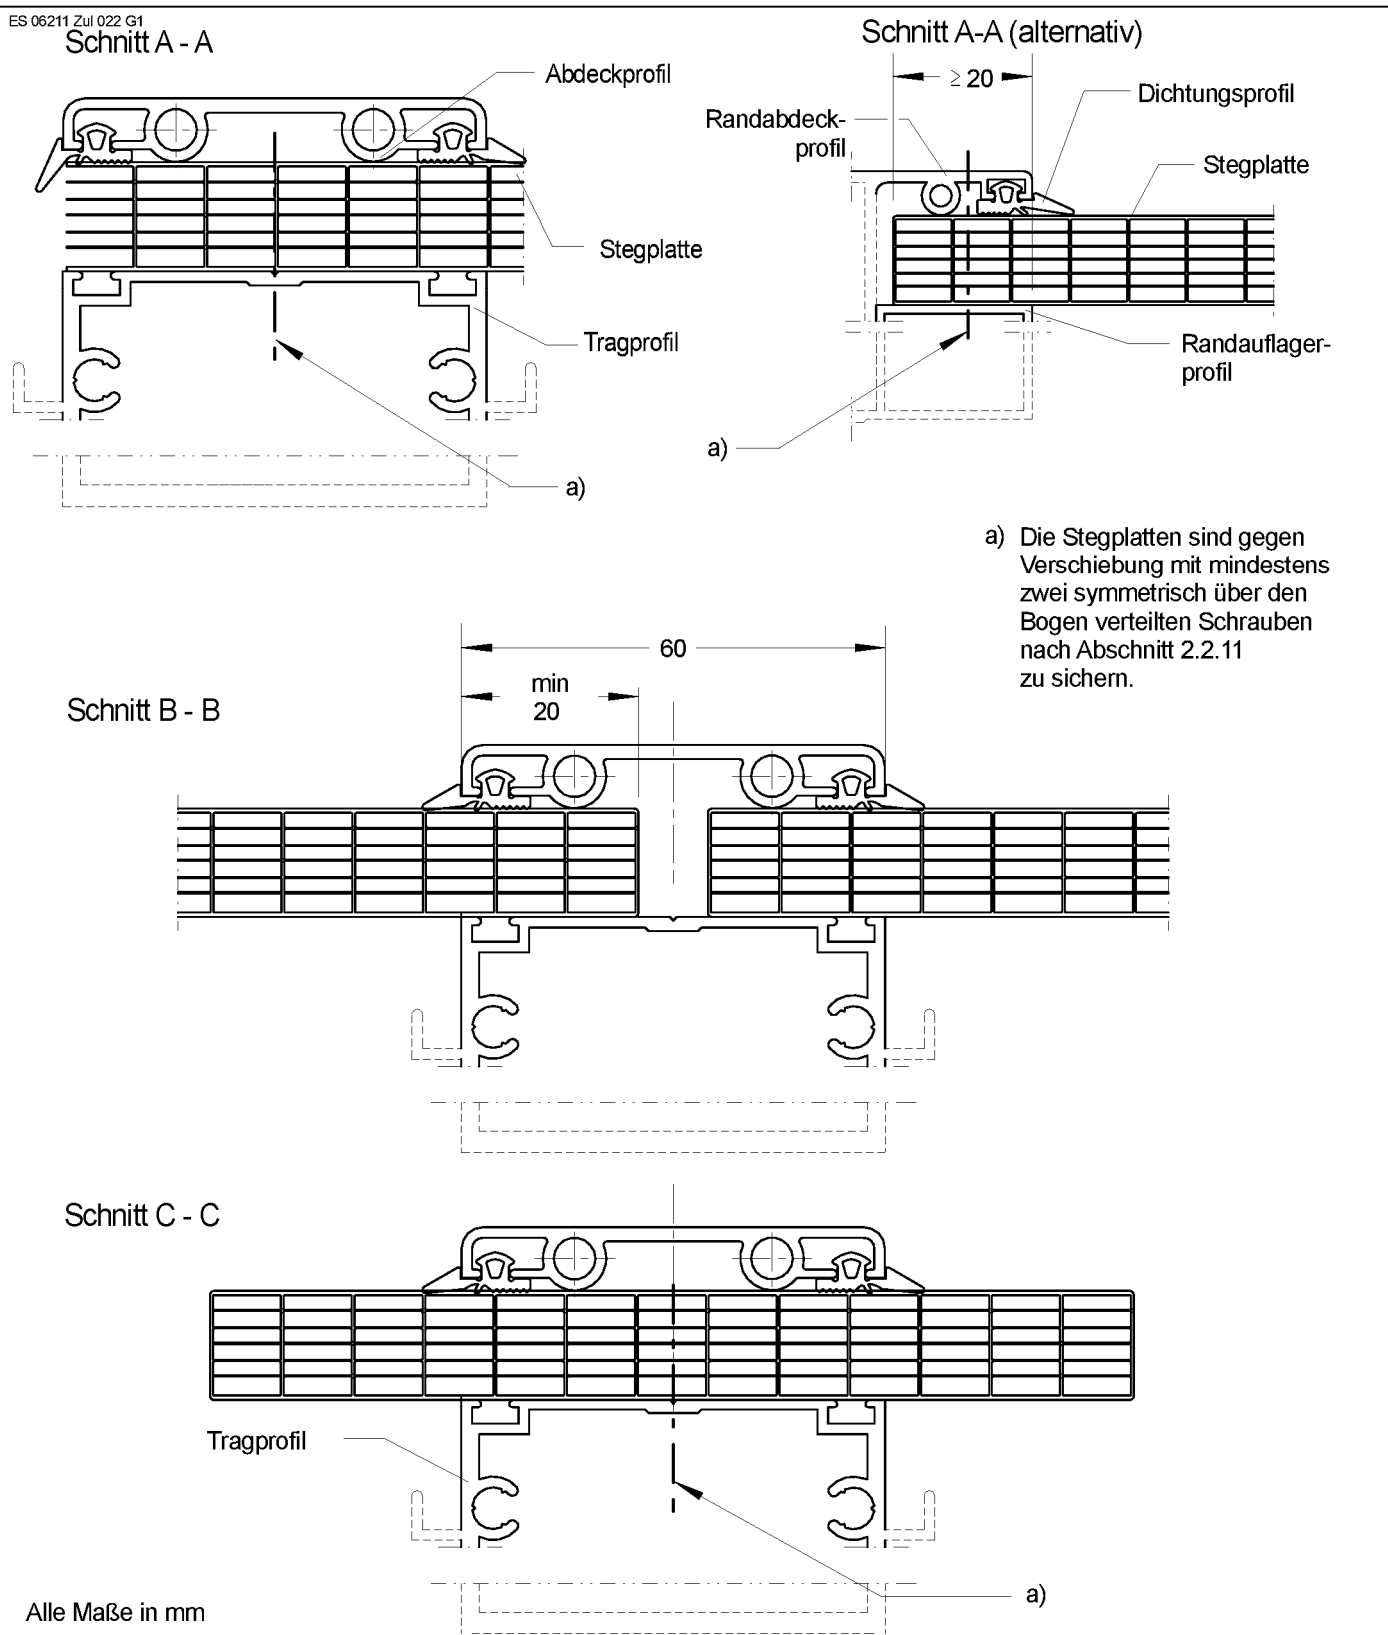 ES 06211 Zul 022 G1
Schnitt A - A
Abdeckprofil
Stegplatte
Tragprofil
a)
Schnitt A-A (alternativ)
≥ 20
Randabdeck-
profil
Dichtungsprofil
Stegplatte
Randauflager-
profil
a)
a) Die Stegplatten sind gegen
Verschiebung mit mindestens
zwei symmetrisch über den
Bogen verteilten Schrauben
nach Abschnitt 2.2.11
zu sichern.
Schnitt B - B
60
min
20
Schnitt C - C
Tragprofil
a)
Alle Maße in mm